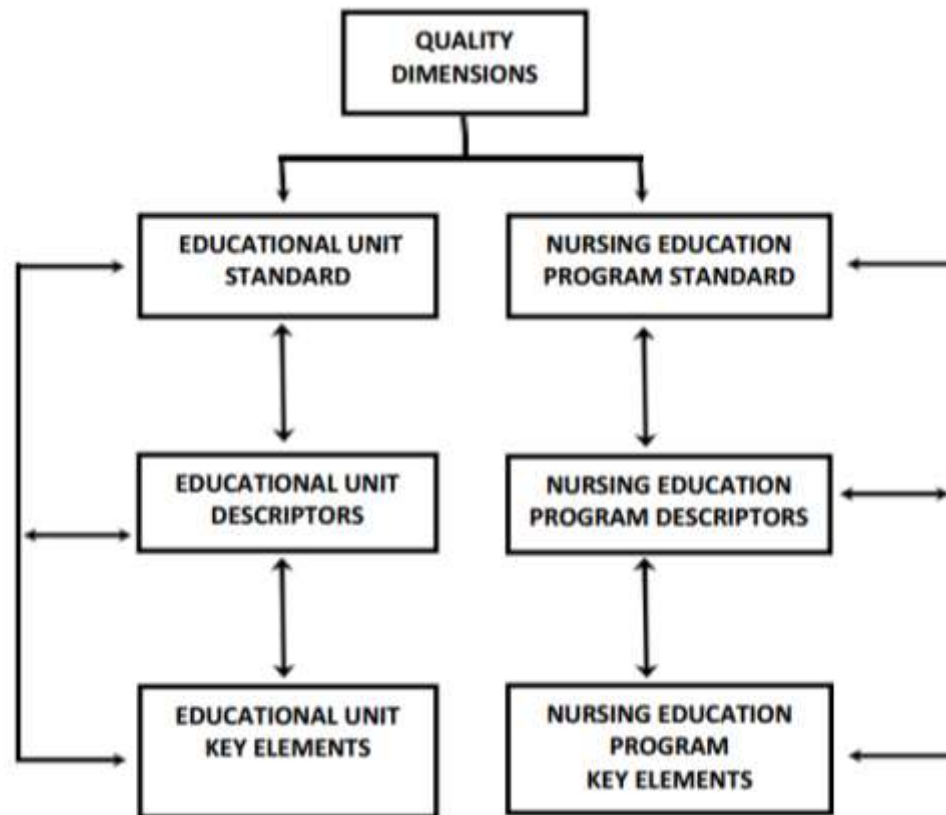 QUALITY
DIMENSIONS
EDUCATIONAL UNIT
STANDARD
NURSING EDUCATION
PROGRAM STANDARD
EDUCATIONAL UNIT
DESCRIPTORS
NURSING EDUCATION
PROGRAM DESCRIPTORS
EDUCATIONAL UNIT
KEY ELEMENTS
NURSING EDUCATION
PROGRAM
KEY ELEMENTS